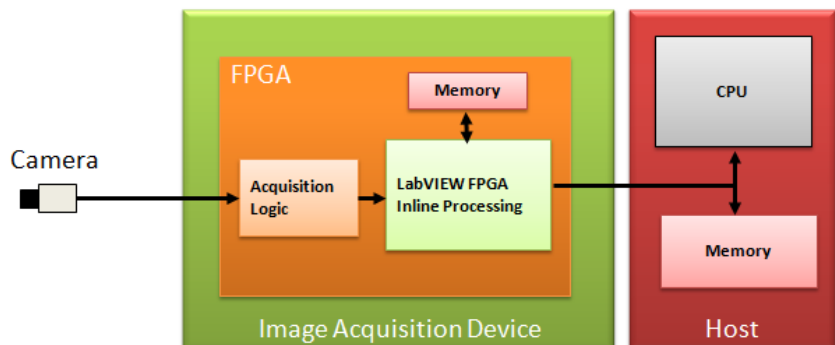 FPGA
Memory
CPU
Camera
Acquisition
Logic
LabVIEW FPGA
Inline Processing
Memory
Image Acquisition Device
Host